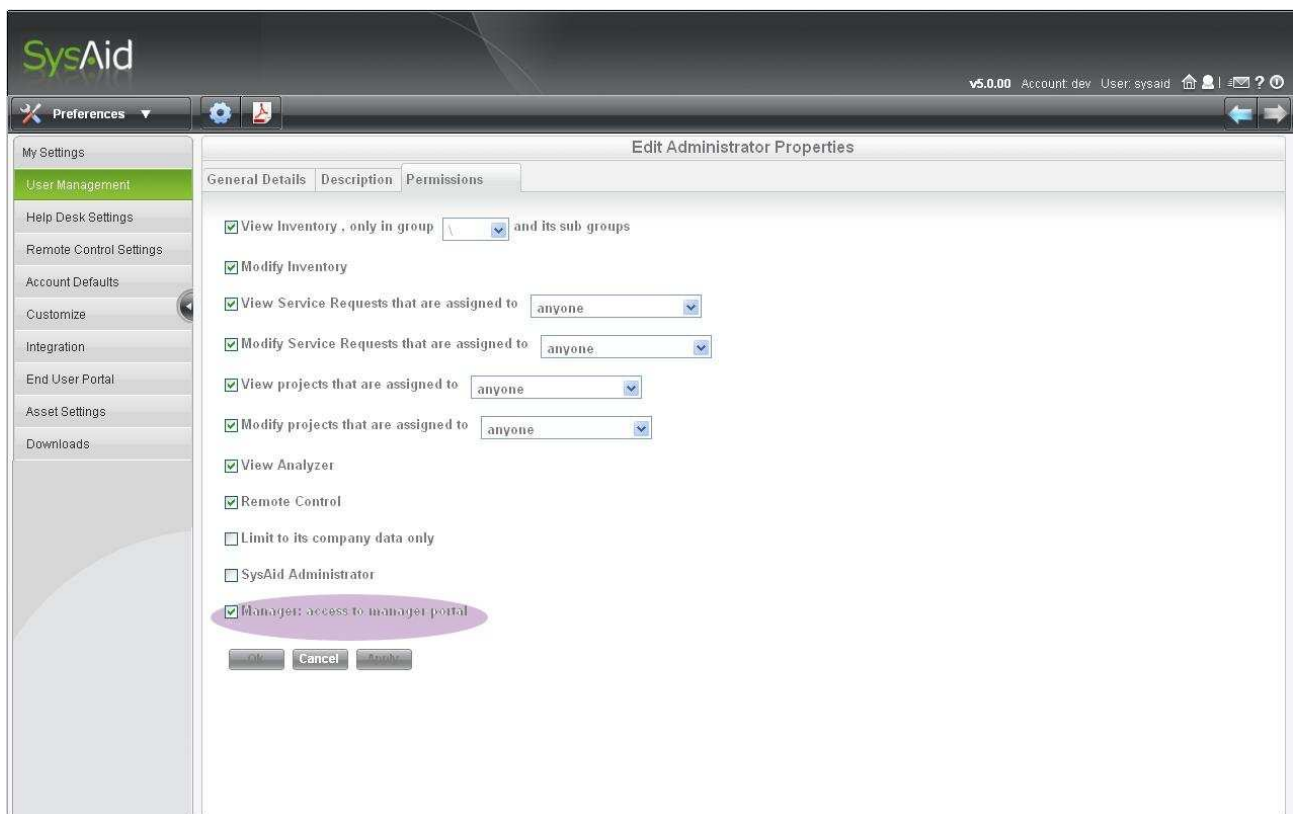 SysAid
v5.0.00 Account: dev User: sysaid
Preferences
My Settings
User Management
Help Desk Settings
Remote Control Settings
Account Defaults
Customize
Integration
End User Portal
Asset Settings
Downloads
Edit Administrator Properties
General Details Description Permissions
View Inventory , only in group \ and its sub groups
Modify Inventory
View Service Requests that are assigned to anyone
Modify Service Requests that are assigned to anyone
View projects that are assigned to anyone
Modify projects that are assigned to anyone
View Analyzer
Remote Control
Limit to its company data only
SysAid Administrator
Manager: access to manager portal
Ok Cancel Apply